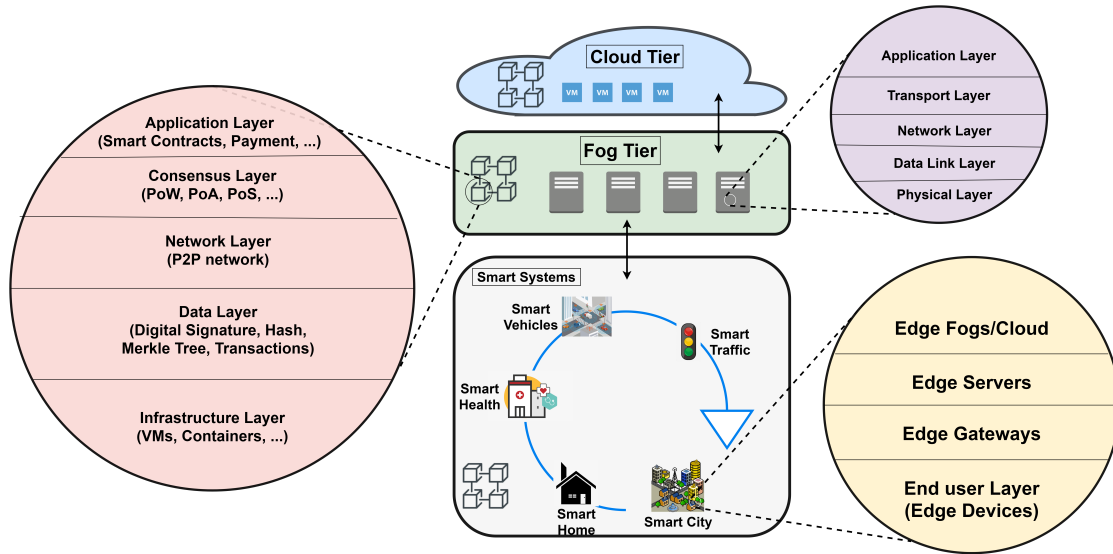 Application Layer
(Smart Contracts, Payment, ...)
Consensus Layer
(PoW, PoA, PoS, ...)
Network Layer
(P2P network)
Data Layer
(Digital Signature, Hash,
Merkle Tree, Transactions)
Infrastructure Layer
(VMs, Containers, ...)
Cloud Tier
VM VM VM VM
Fog Tier
Smart Systems
Smart
Vehicles
Smart
Traffic
Smart
Health
Smart
Home
Smart City
Application Layer
Transport Layer
Network Layer
Data Link Layer
Physical Layer
Edge Fogs/Cloud
Edge Servers
Edge Gateways
End user Layer
(Edge Devices)